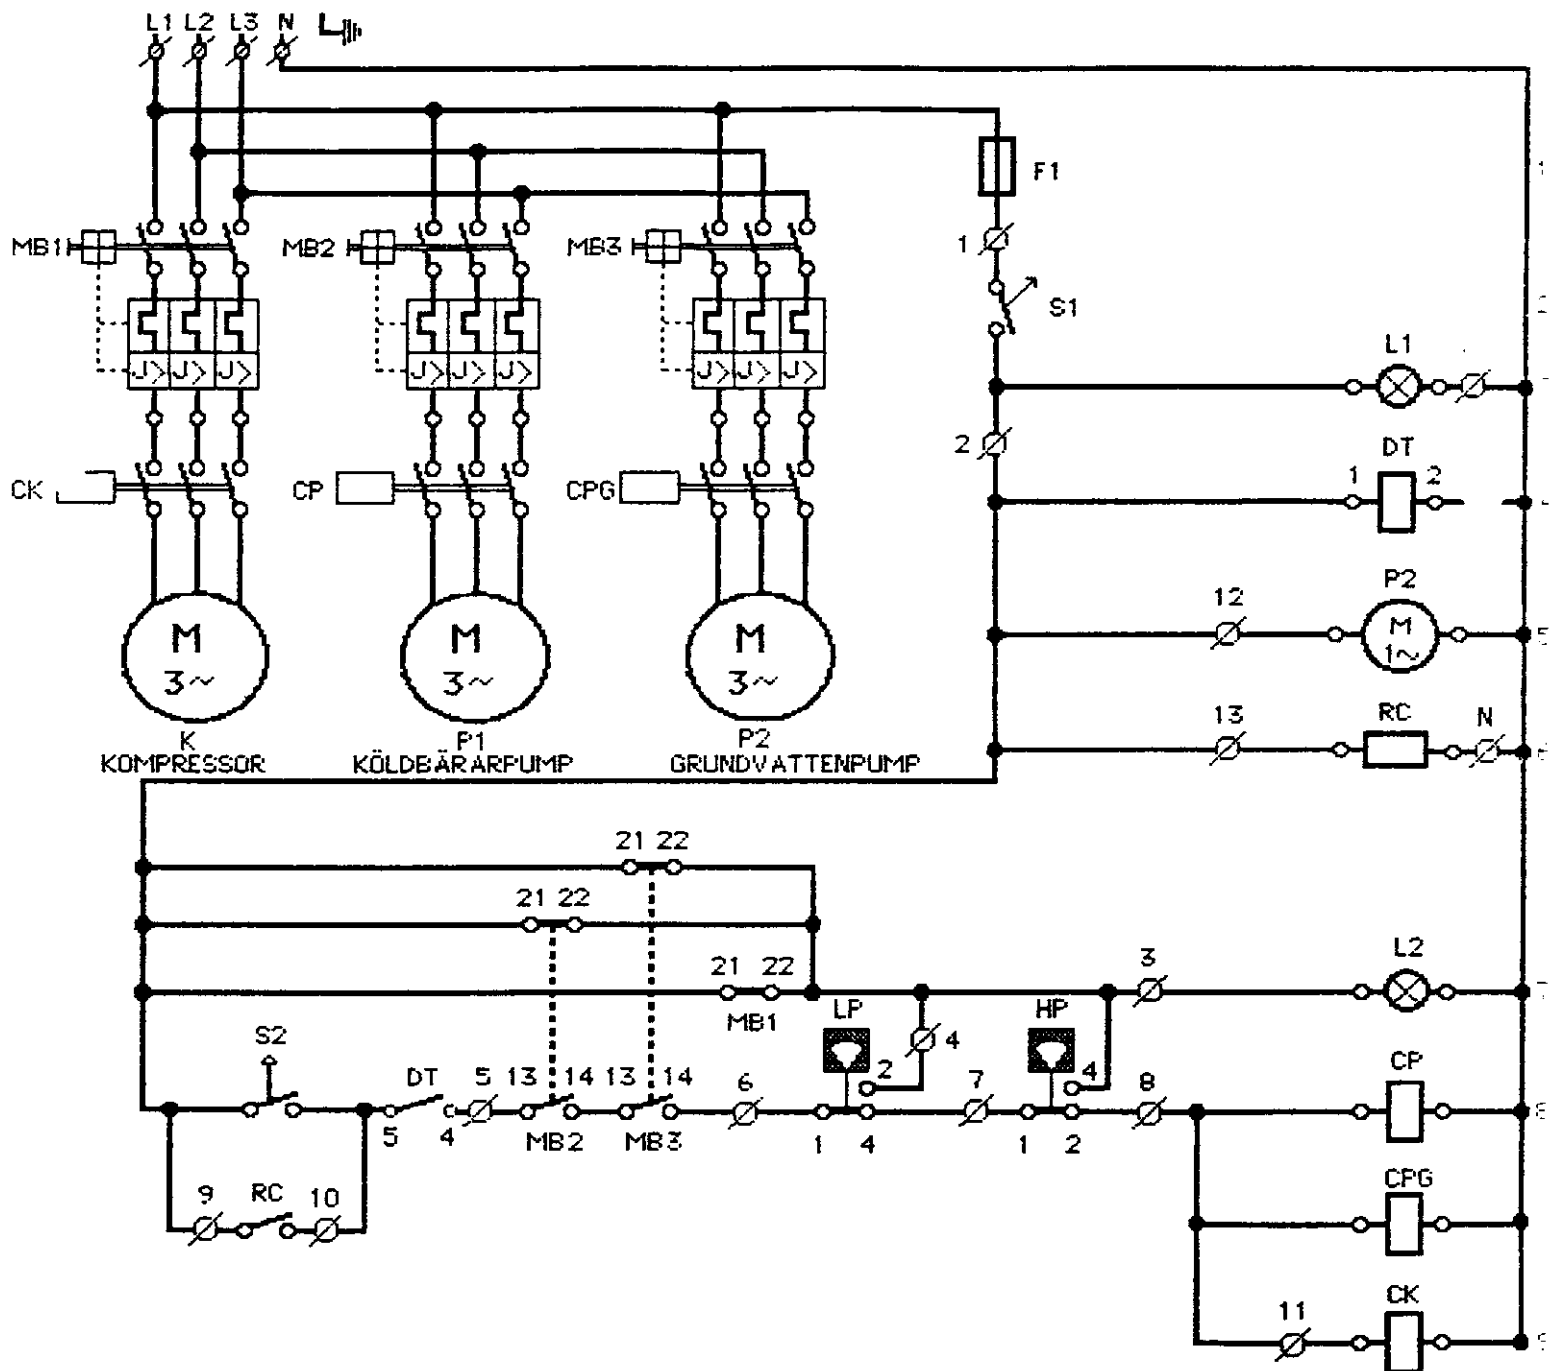 L1 L2 L3 N
F1
MB1 MB2 MB3 1
S1
J> J> J> J> J> J> J> J> J> L1
2 DT
CK CP CPG 1 2
P2
12
M M M M
3~ 3~ 3~ 1~
13 RC N
K P1 P2
KOMPRESSOR KÖLDBÄRARPUMP GRUNDVATTENPUMP
21 22
21 22
21 22 3 L2
MB1 LP HP
S2 4 CP
DT 5 13 14 13 14 6 2 7 4 8
5 4 MB2 MB3 1 4 1 2
9 RC 10 CPG
11 CK